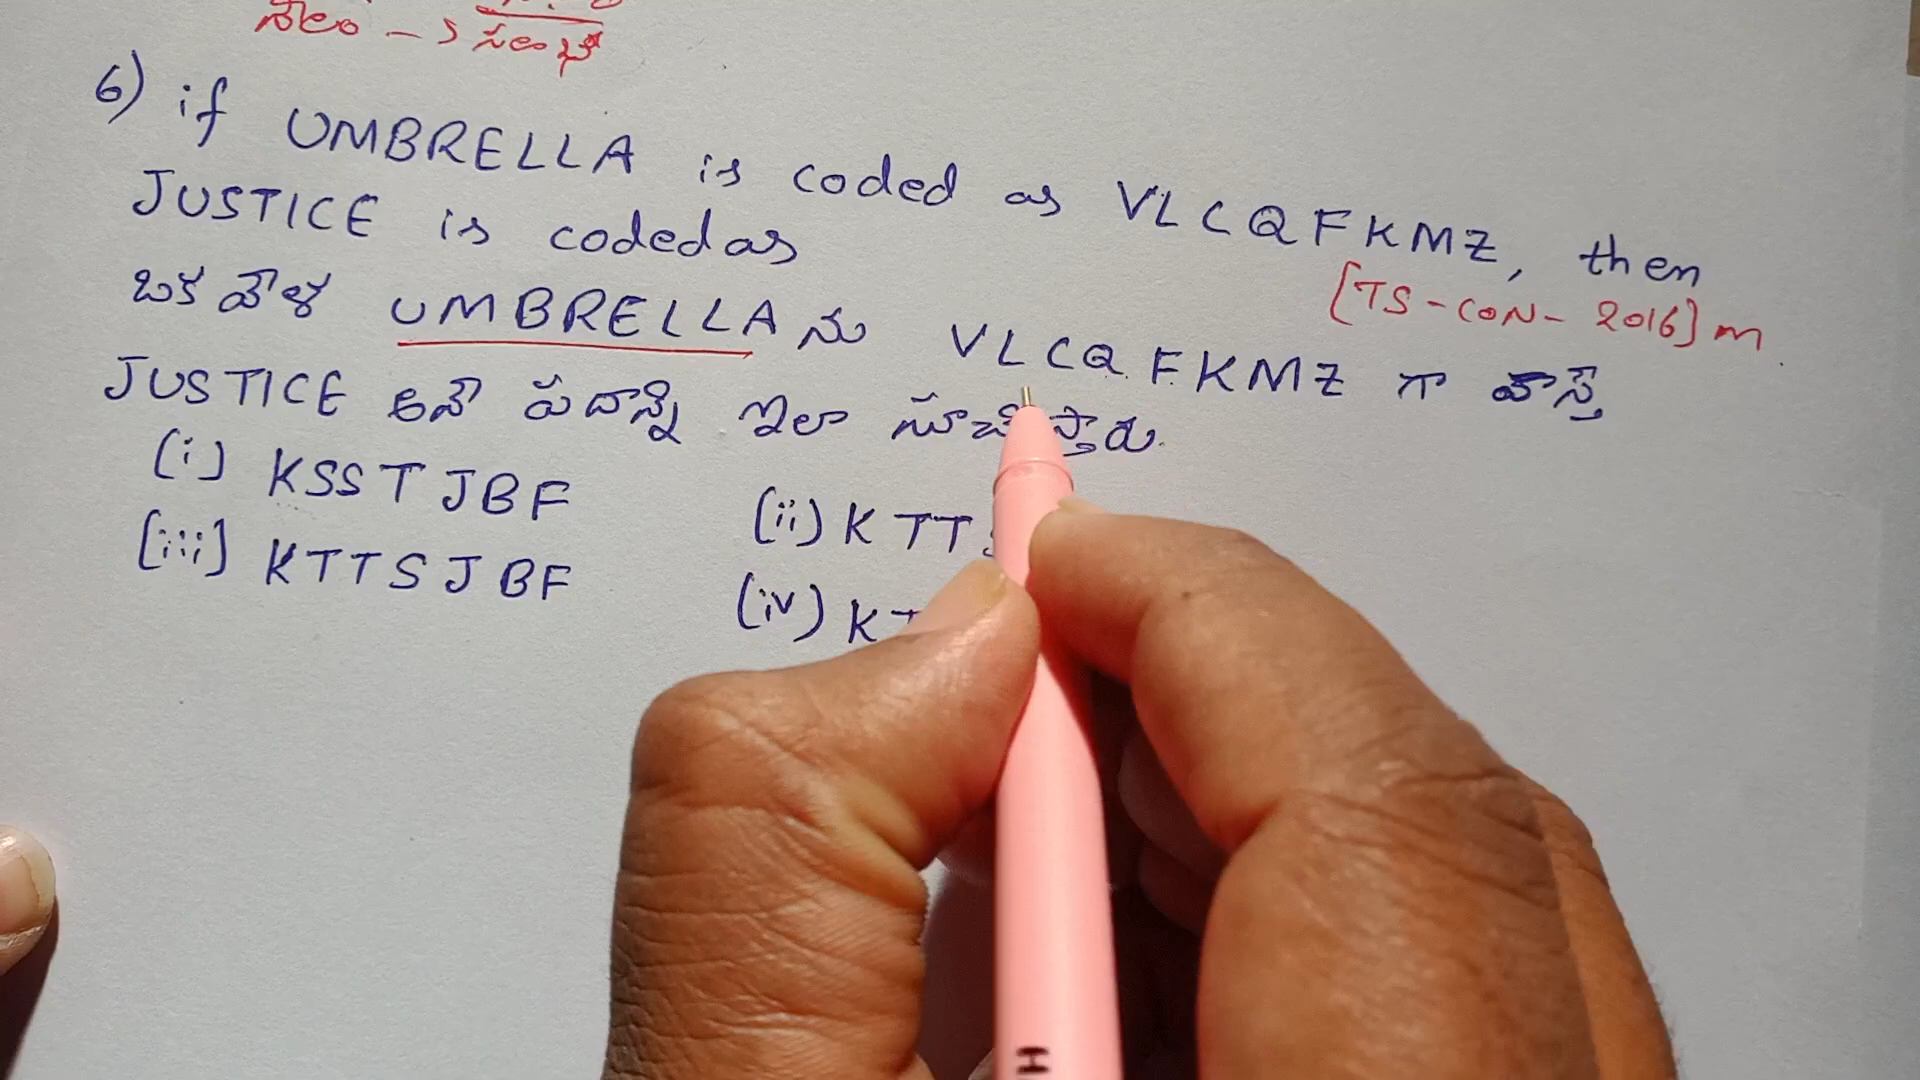 6) if UMBRELLA is coded as VLCQFKMZ, then
JUSTICE is coded as
[TS-CON-2016] m
ఒకవేళ UMBRELLA ను VLCQFKMZ గా వ్రాస్తే
JUSTICE అనే పదాన్ని ఇలా
(i) KSSTJBF
(ii) KTT
(iii) KTTSJBF
(iv) KT
H